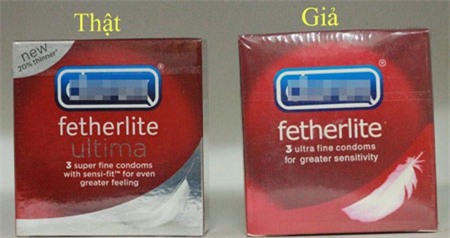 Thật
Giả
new
20% thinner*
fetherlite
ultima
3 super fine condoms
with sensi-fit™ for even
greater feeling
®
fetherlite
3 ultra fine condoms
for greater sensitivity
®